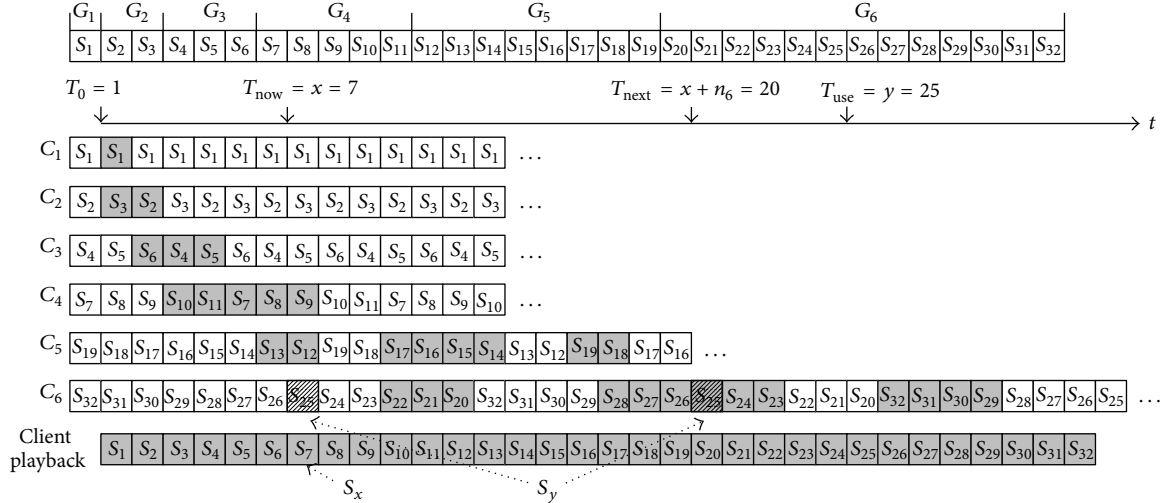 G₁ G₂ G₃ G₄ G₅ G₆
S₁ S₂ S₃ S₄ S₅ S₆ S₇ S₈ S₉ S₁₀ S₁₁ S₁₂ S₁₃ S₁₄ S₁₅ S₁₆ S₁₇ S₁₈ S₁₉ S₂₀ S₂₁ S₂₂ S₂₃ S₂₄ S₂₅ S₂₆ S₂₇ S₂₈ S₂₉ S₃₀ S₃₁ S₃₂
T₀ = 1 T_now = x = 7 T_next = x + n₆ = 20 T_use = y = 25
t
C₁ S₁ S₁ S₁ S₁ S₁ S₁ S₁ S₁ S₁ S₁ S₁ S₁ S₁ S₁ ...
C₂ S₂ S₃ S₂ S₃ S₂ S₃ S₂ S₃ S₂ S₃ S₂ S₃ S₂ S₃ ...
C₃ S₄ S₅ S₆ S₄ S₅ S₆ S₄ S₅ S₆ S₄ S₅ S₆ S₄ S₅ ...
C₄ S₇ S₈ S₉ S₁₀ S₁₁ S₇ S₈ S₉ S₁₀ S₁₁ S₇ S₈ S₉ S₁₀ ...
C₅ S₁₉ S₁₈ S₁₇ S₁₆ S₁₅ S₁₄ S₁₃ S₁₂ S₁₉ S₁₈ S₁₇ S₁₆ S₁₅ S₁₄ S₁₃ S₁₂ S₁₉ S₁₈ S₁₇ S₁₆ ...
C₆ S₃₂ S₃₁ S₃₀ S₂₉ S₂₈ S₂₇ S₂₆ S₂₅ S₂₄ S₂₃ S₂₂ S₂₁ S₂₀ S₃₂ S₃₁ S₃₀ S₂₉ S₂₈ S₂₇ S₂₆ S₂₅ S₂₄ S₂₃ S₂₂ S₂₁ S₂₀ S₃₂ S₃₁ S₃₀ S₂₉ S₂₈ S₂₇ S₂₆ S₂₅ ...
Client
playback S₁ S₂ S₃ S₄ S₅ S₆ S₇ S₈ S₉ S₁₀ S₁₁ S₁₂ S₁₃ S₁₄ S₁₅ S₁₆ S₁₇ S₁₈ S₁₉ S₂₀ S₂₁ S₂₂ S₂₃ S₂₄ S₂₅ S₂₆ S₂₇ S₂₈ S₂₉ S₃₀ S₃₁ S₃₂
Sₓ S_y